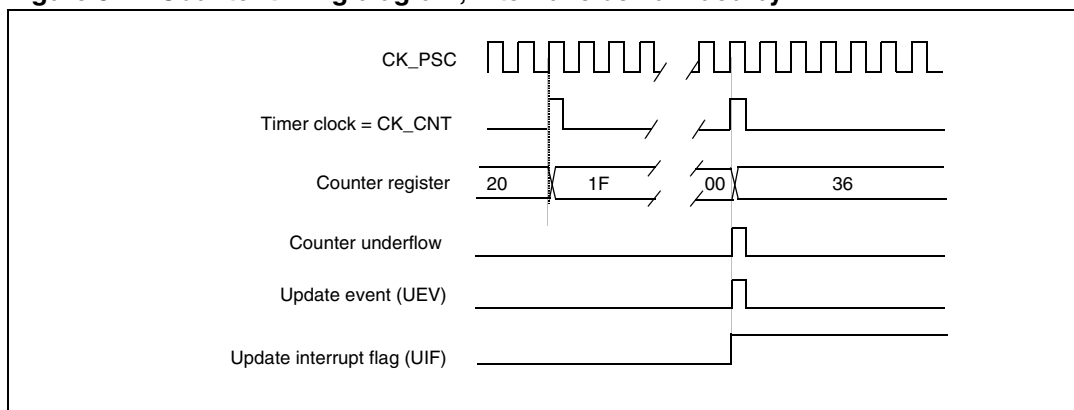 CK_PSC
Timer clock = CK_CNT
Counter register
20
1F
00
36
Counter underflow
Update event (UEV)
Update interrupt flag (UIF)